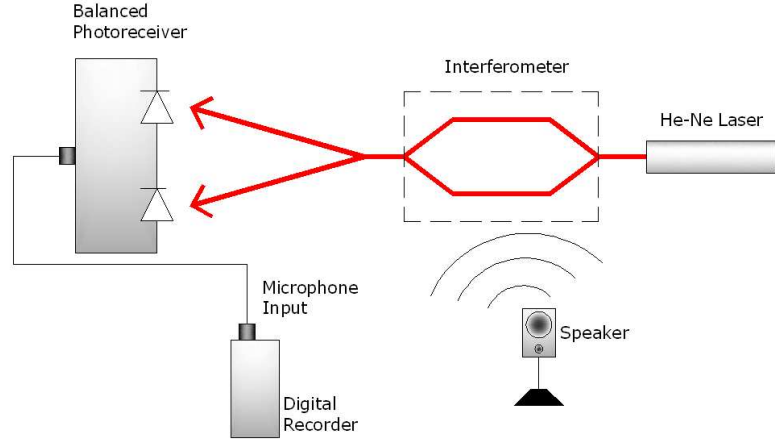 Balanced
Photoreceiver
Interferometer
He-Ne Laser
Microphone
Input
Speaker
Digital
Recorder